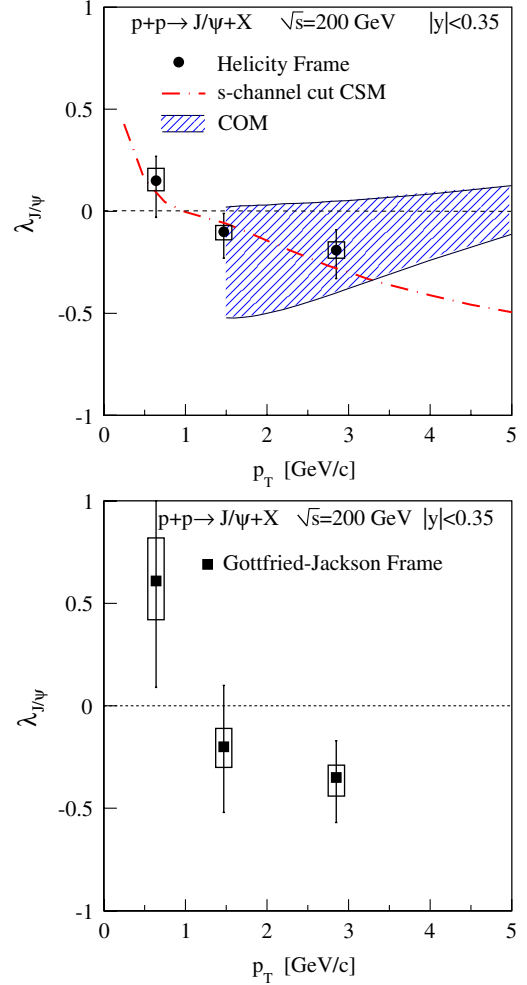 p+p→ J/ψ+X √s=200 GeV |y|<0.35
Helicity Frame
s-channel cut CSM
COM
1
0.5
0
-0.5
-1
λJ/ψ
0 1 2 3 4 5
pT [GeV/c]
p+p→ J/ψ+X √s=200 GeV |y|<0.35
Gottfried-Jackson Frame
1
0.5
0
-0.5
-1
λJ/ψ
0 1 2 3 4 5
pT [GeV/c]